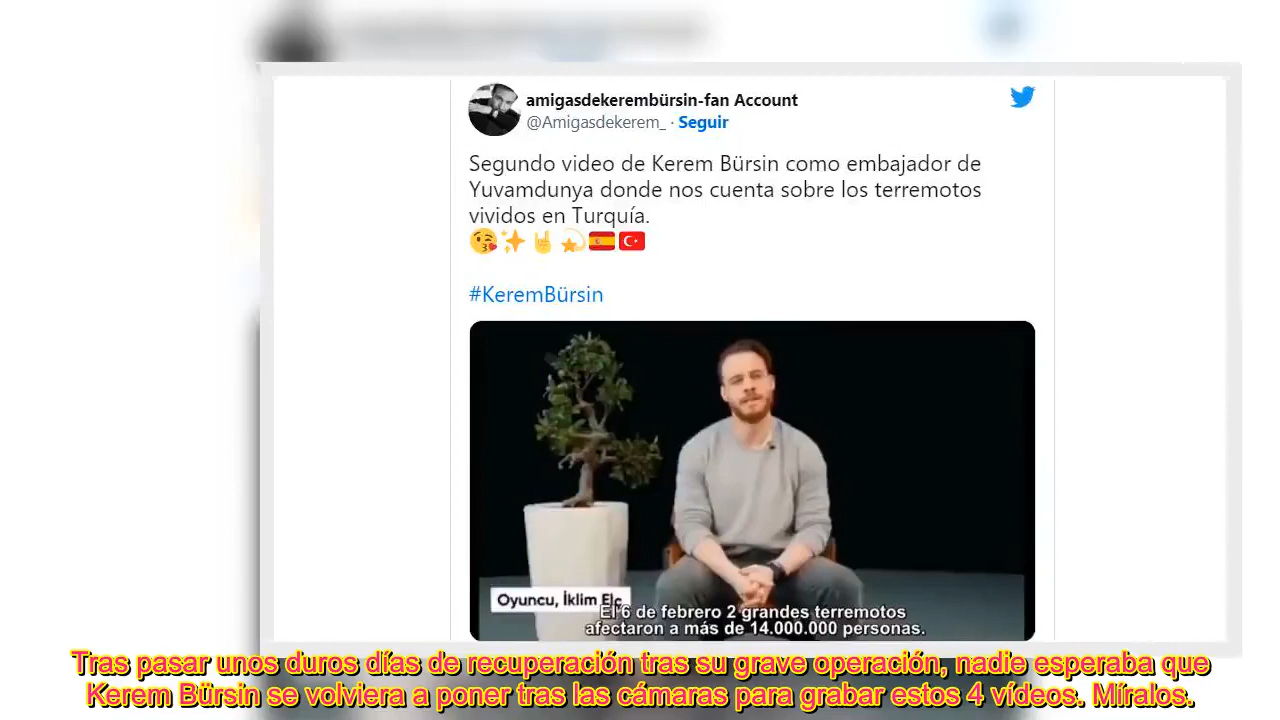 amigasdekerembürsin-fan Account
@Amigasdekerem_ · Seguir
Segundo video de Kerem Bürsin como embajador de
Yuvamdunya donde nos cuenta sobre los terremotos
vividos en Turquía.
😘✨🤘💫🇪🇸🇹🇷
#KeremBürsin
Oyuncu, İklim
El 6 de febrero 2 grandes terremotos
afectaron a más de 14.000.000 personas.
Tras pasar unos duros días de recuperación tras su grave operación, nadie esperaba que
Kerem Bürsin se volviera a poner tras las cámaras para grabar estos 4 vídeos. Míralos.